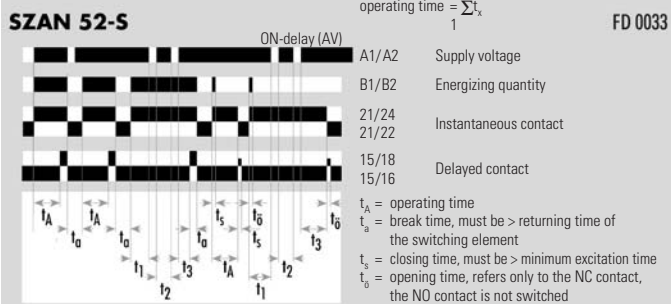 operating time = ∑tx
1
SZAN 52-S
FD 0033
ON-delay (AV)
A1/A2 Supply voltage
B1/B2 Energizing quantity
21/24
21/22
Instantaneous contact
15/18
15/16
Delayed contact
tA = operating time
ta = break time, must be > returning time of
the switching element
ts = closing time, must be > minimum excitation time
tö = opening time, refers only to the NC contact,
the NO contact is not switched
tA tA ts tö tö
ta ta ta ts t3
t1 t3 tA t2
t2 t1